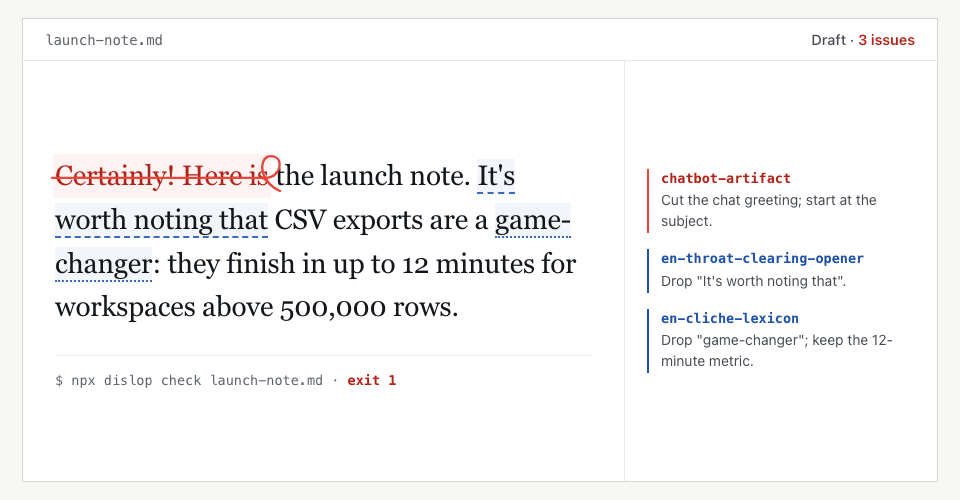 launch-note.md
Draft · 3 issues
Certainly! Here is the launch note. It's
worth noting that CSV exports are a game-
changer: they finish in up to 12 minutes for
workspaces above 500,000 rows.
$ npx dislop check launch-note.md · exit 1
chatbot-artifact
Cut the chat greeting; start at the
subject.
en-throat-clearing-opener
Drop "It's worth noting that".
en-cliche-lexicon
Drop "game-changer"; keep the 12-
minute metric.